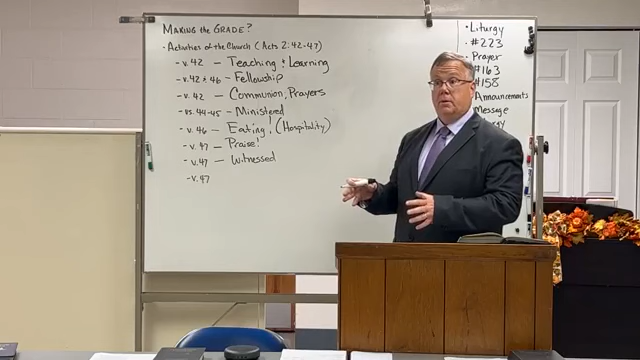 Making the Grade?
- Activities of the Church (Acts 2:42-47)
- v. 42 – Teaching & Learning
- v. 42 & 46 – Fellowship
- v. 42 – Communion, Prayers
- vs. 44-45 – Ministered
- v. 46 – Eating! (Hospitality)
- v. 47 – Praise!
- v. 47 – Witnessed
- v. 47
• Liturgy
• #223
• Prayer
#163
#158
Announcements
Message